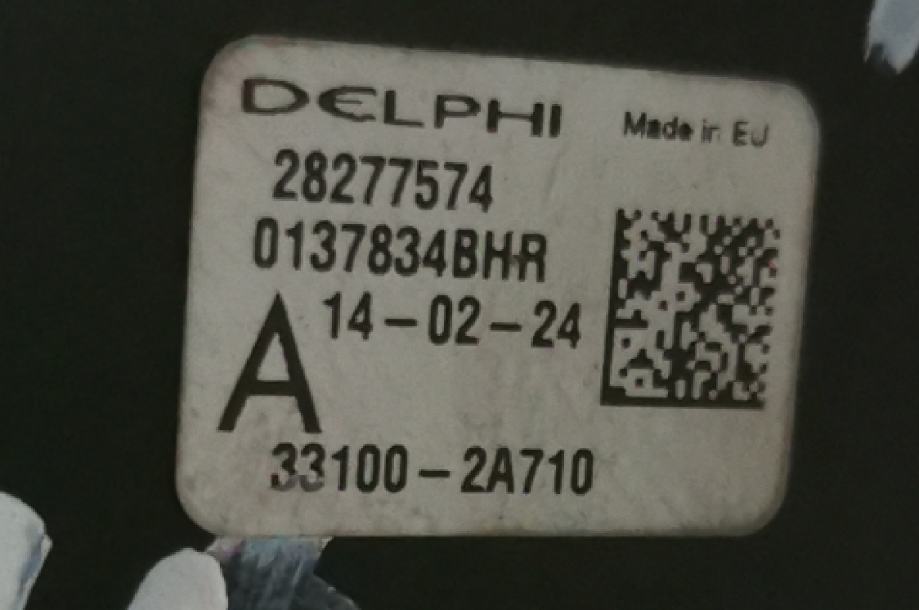 DELPHI
Made in EU
28277574
0137834BHR
14-02-24
A
33100-2A710